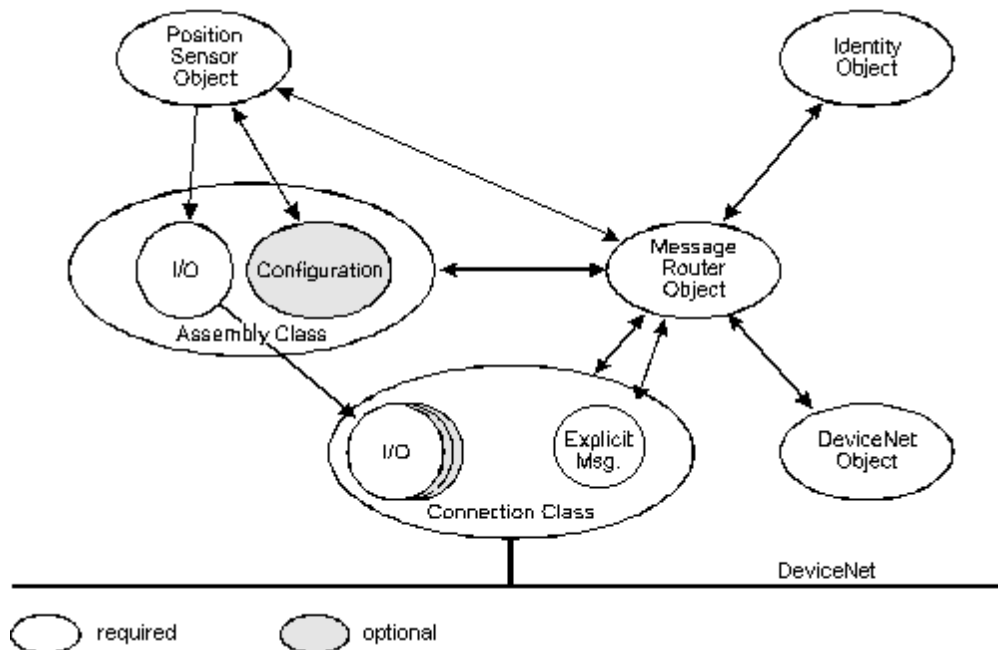 Position
Sensor
Object
Identity
Object
I/O
Configuration
Assembly Class
Message
Router
Object
I/O
Explicit
Msg.
Connection Class
DeviceNet
Object
DeviceNet
required
optional